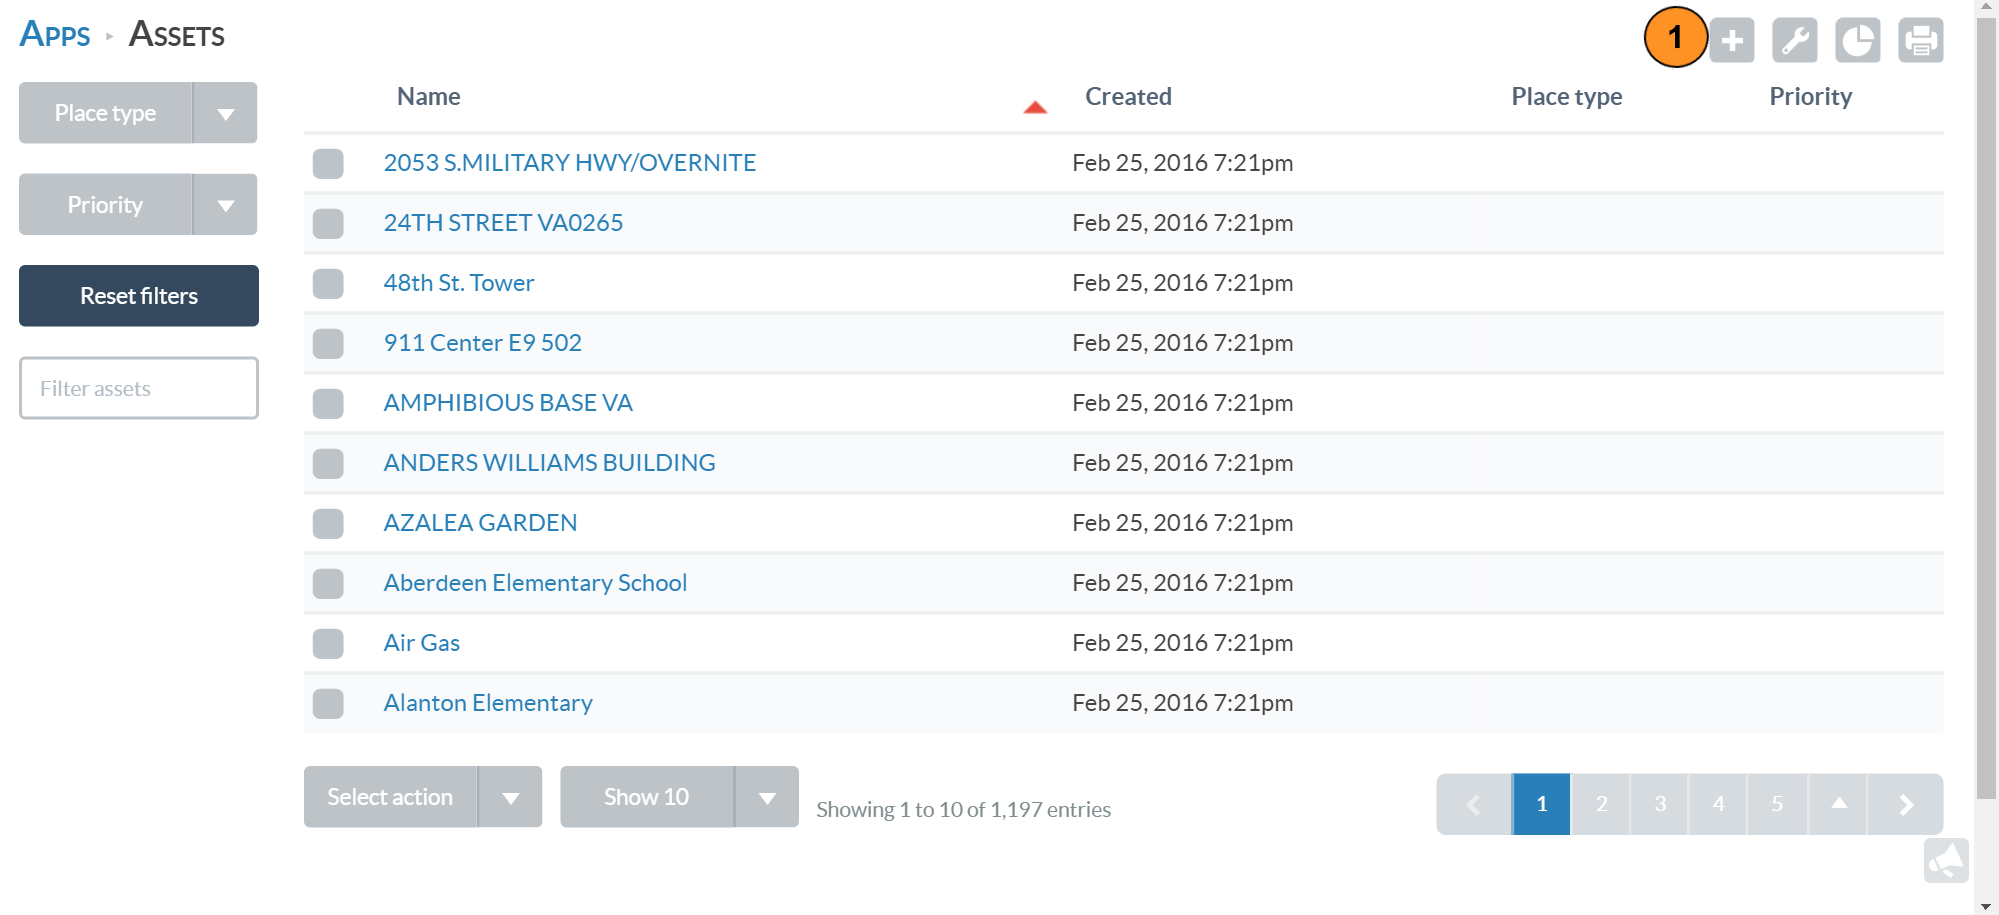 Apps ▸ Assets
1
Place type
Priority
Reset filters
Filter assets
Name Created Place type Priority
2053 S.MILITARY HWY/OVERNITE Feb 25, 2016 7:21pm
24TH STREET VA0265 Feb 25, 2016 7:21pm
48th St. Tower Feb 25, 2016 7:21pm
911 Center E9 502 Feb 25, 2016 7:21pm
AMPHIBIOUS BASE VA Feb 25, 2016 7:21pm
ANDERS WILLIAMS BUILDING Feb 25, 2016 7:21pm
AZALEA GARDEN Feb 25, 2016 7:21pm
Aberdeen Elementary School Feb 25, 2016 7:21pm
Air Gas Feb 25, 2016 7:21pm
Alanton Elementary Feb 25, 2016 7:21pm
Select action Show 10 Showing 1 to 10 of 1,197 entries 1 2 3 4 5